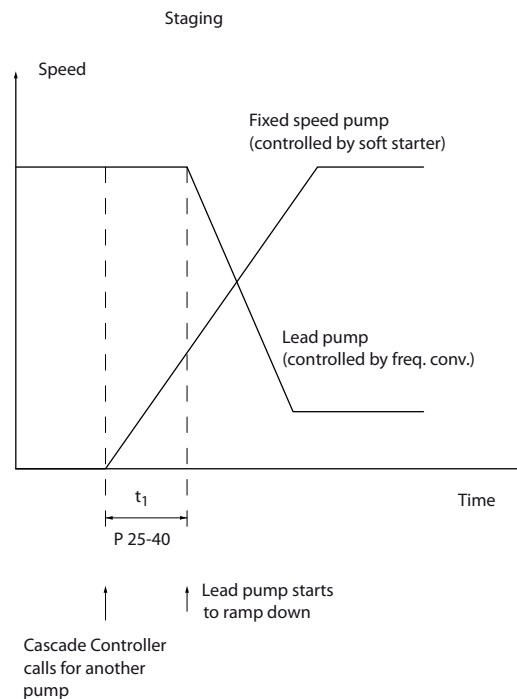 Staging
Speed
Fixed speed pump
(controlled by soft starter)
Lead pump
(controlled by freq. conv.)
t1
Time
P 25-40
Lead pump starts
to ramp down
Cascade Controller
calls for another
pump